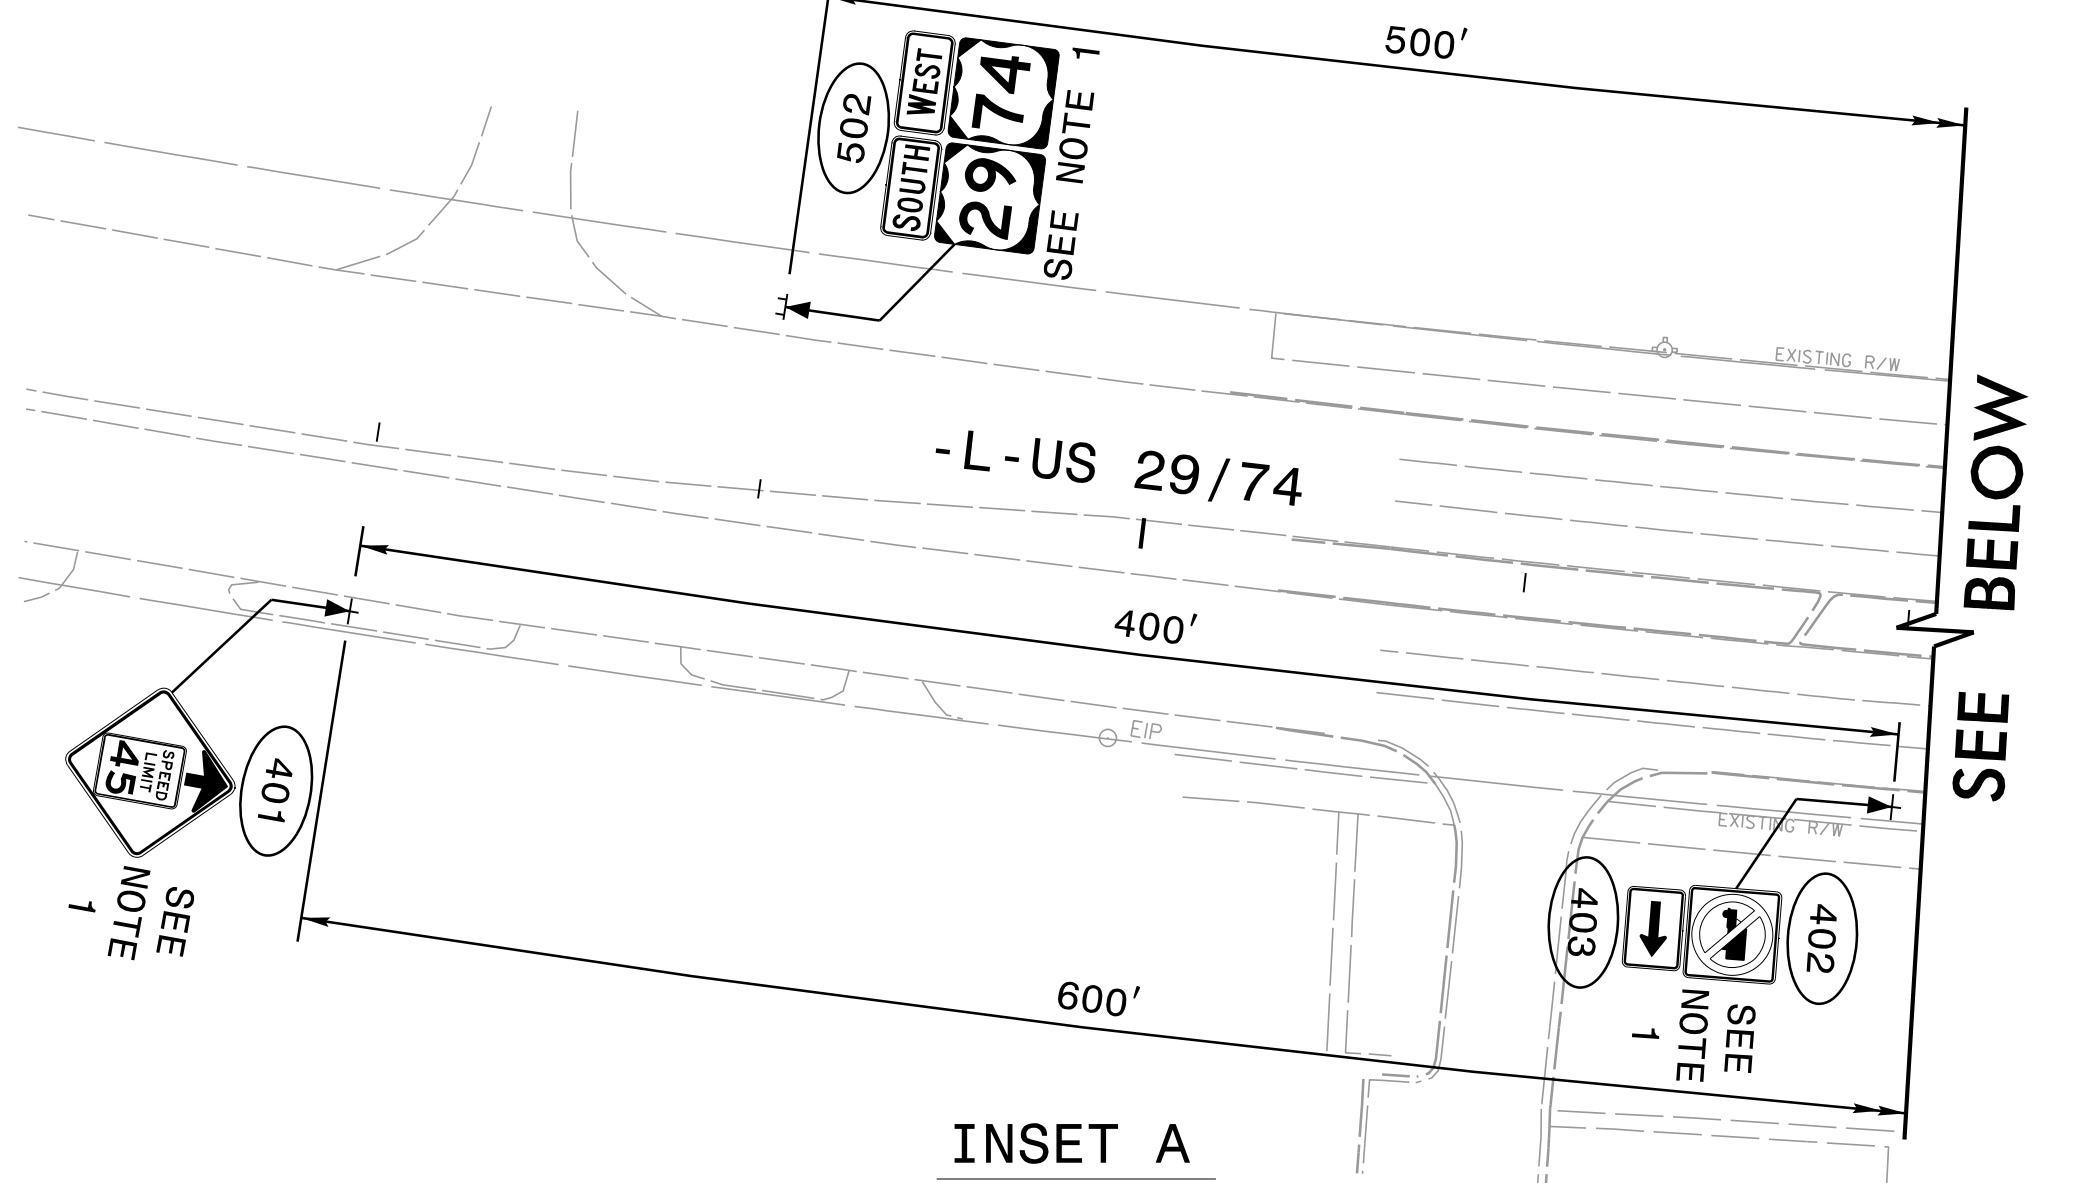 500'
502
WEST
SOUTH
74
29
SEE NOTE 1
EXISTING R/W
-L-US 29/74
SEE BELOW
400'
EIP
EXISTING R/W
SPEED
LIMIT
45
401
SEE
NOTE
1
403
402
SEE
NOTE
1
600'
INSET A